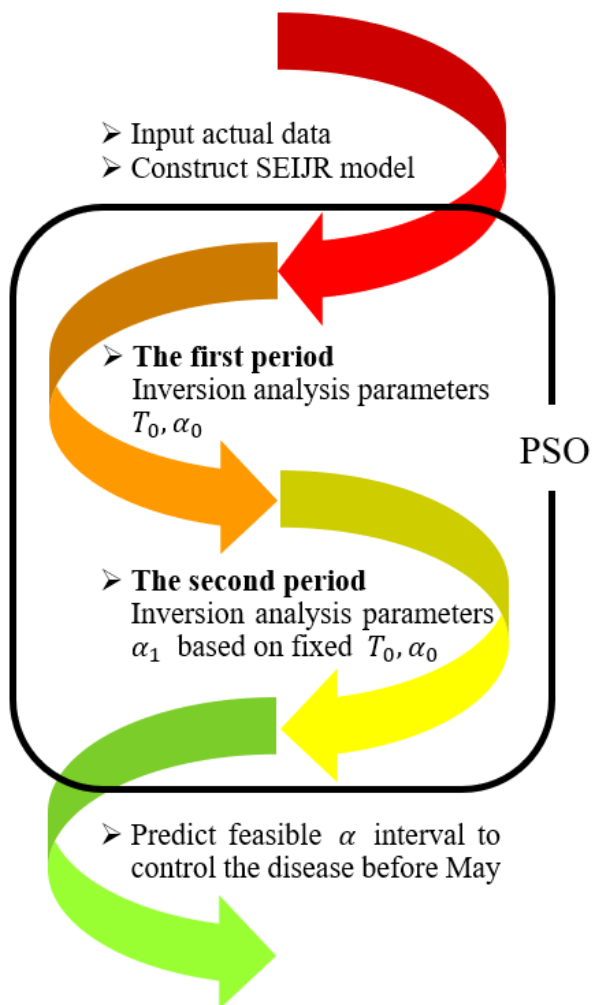 ➢ Input actual data
➢ Construct SEIJR model
➢ The first period
Inversion analysis parameters
T₀, α₀
PSO
➢ The second period
Inversion analysis parameters
α₁ based on fixed T₀, α₀
➢ Predict feasible α interval to
control the disease before May